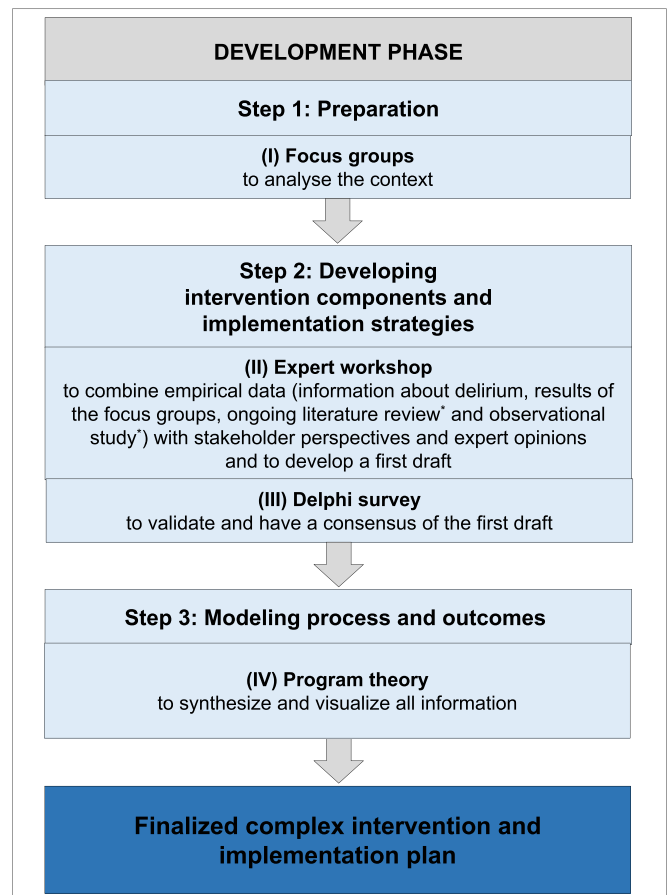 DEVELOPMENT PHASE
Step 1: Preparation
(I) Focus groups
to analyse the context
Step 2: Developing
intervention components and
implementation strategies
(II) Expert workshop
to combine empirical data (information about delirium, results of
the focus groups, ongoing literature review* and observational
study*) with stakeholder perspectives and expert opinions
and to develop a first draft
(III) Delphi survey
to validate and have a consensus of the first draft
Step 3: Modeling process and outcomes
(IV) Program theory
to synthesize and visualize all information
Finalized complex intervention and
implementation plan